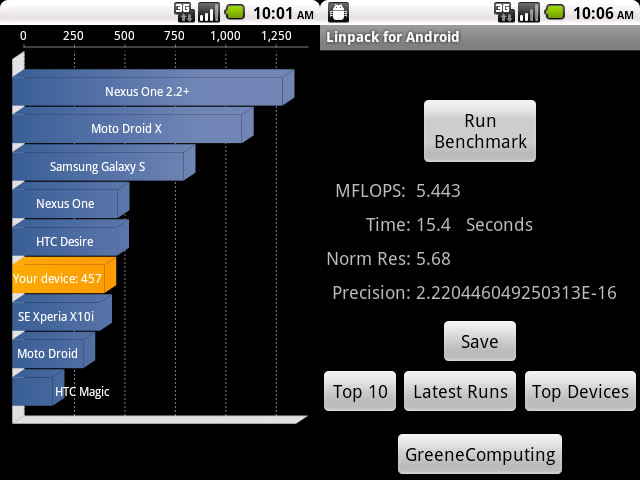 3G 10:01 AM
0 250 500 750 1,000 1,250
Nexus One 2.2+
Moto Droid X
Samsung Galaxy S
Nexus One
HTC Desire
Your device: 457
SE Xperia X10i
Moto Droid
HTC Magic
3G 10:06 AM
Linpack for Android
Run
Benchmark
MFLOPS: 5.443
Time: 15.4 Seconds
Norm Res: 5.68
Precision: 2.220446049250313E-16
Save
Top 10 Latest Runs Top Devices
GreeneComputing